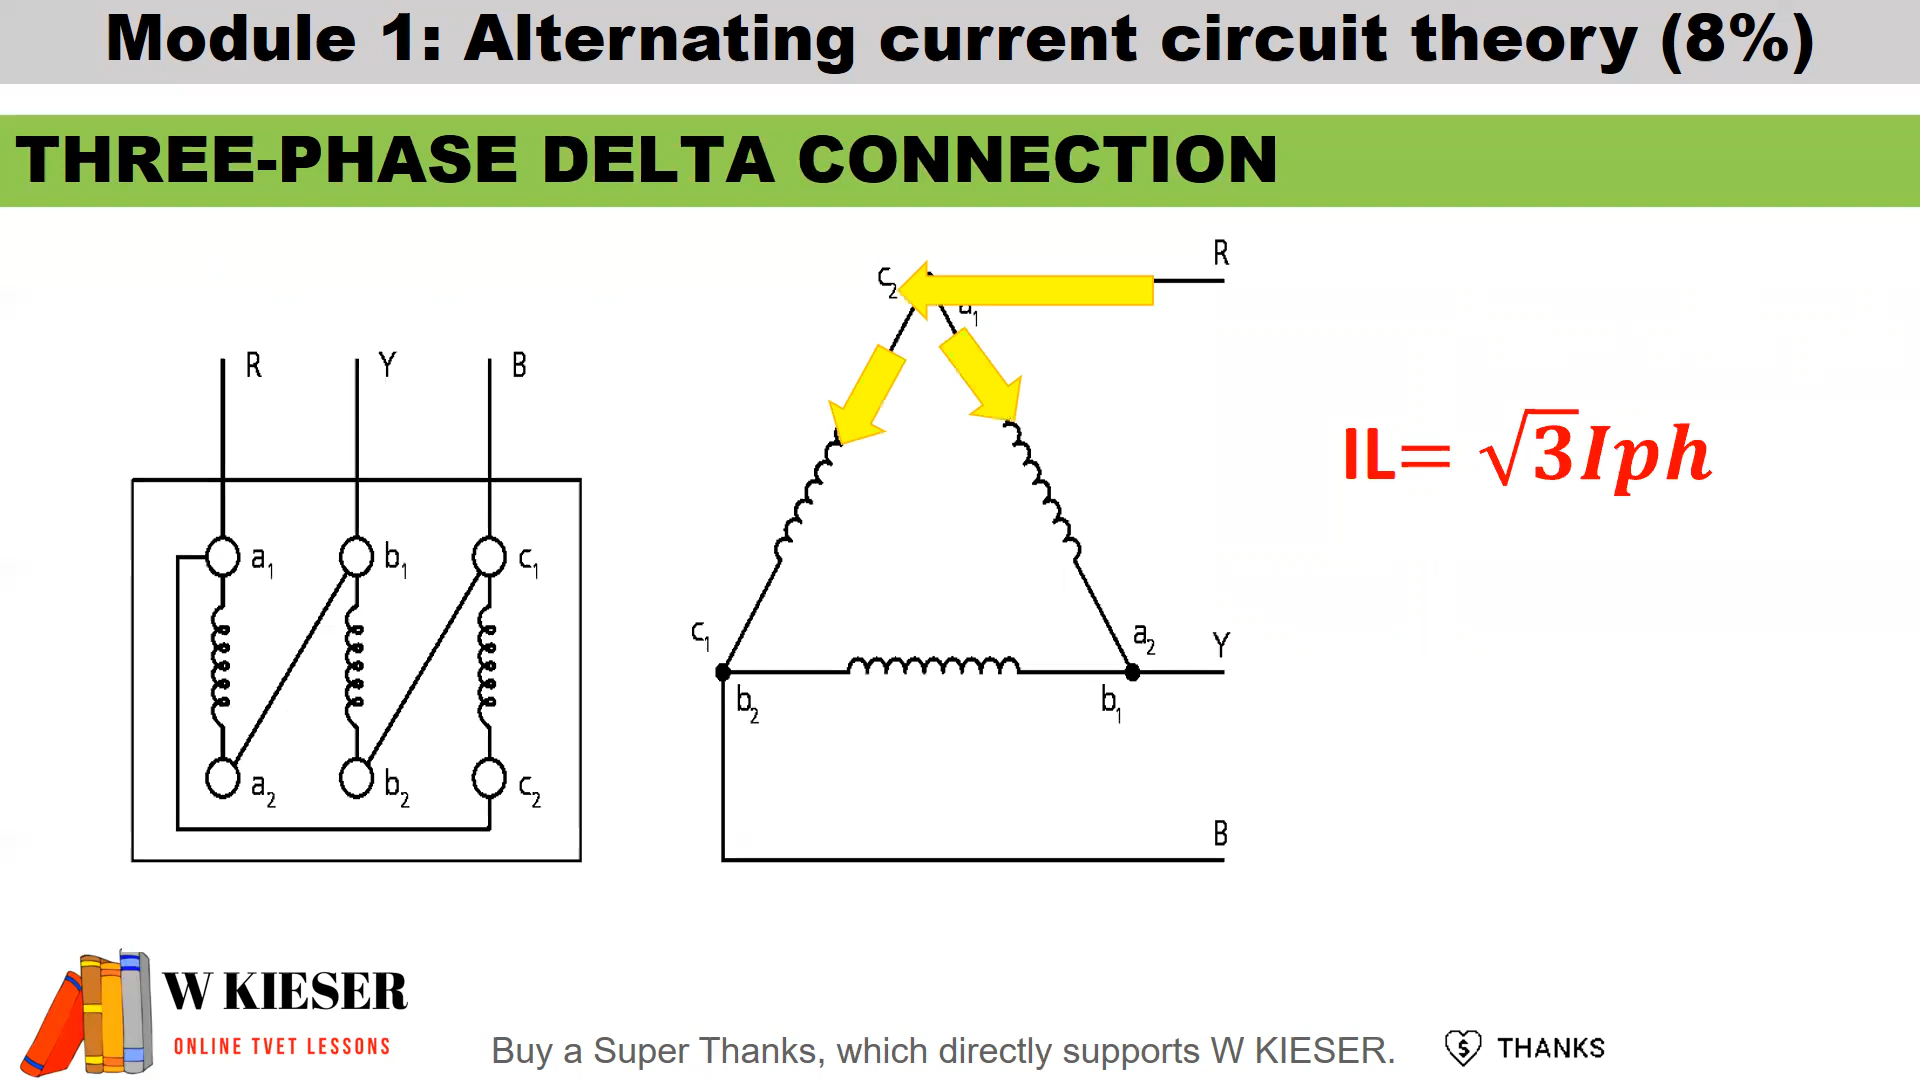 Module 1: Alternating current circuit theory (8%)
THREE-PHASE DELTA CONNECTION
R Y B
a1 b1 c1
a2 b2 c2
c2 R
a1
c1 a2 Y
b2 b1
B
IL= √3Iph
W KIESER
ONLINE TVET LESSONS
Buy a Super Thanks, which directly supports W KIESER.
$ THANKS